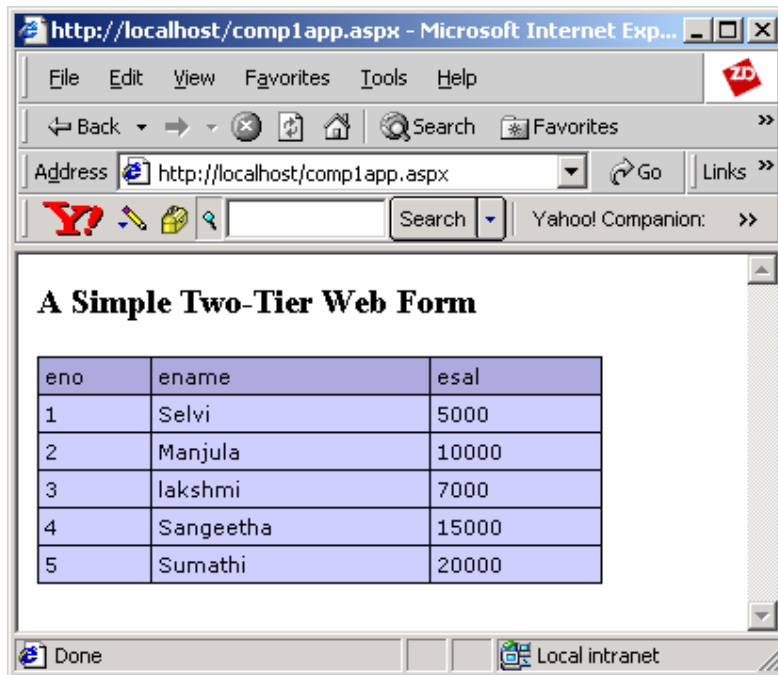 http://localhost/comp1app.aspx - Microsoft Internet Exp...
File Edit View Favorites Tools Help
ZD
Back Search Favorites »
Address http://localhost/comp1app.aspx Go Links »
Y! Search Yahoo! Companion: »
A Simple Two-Tier Web Form
eno ename esal
1 Selvi 5000
2 Manjula 10000
3 lakshmi 7000
4 Sangeetha 15000
5 Sumathi 20000
Done Local intranet